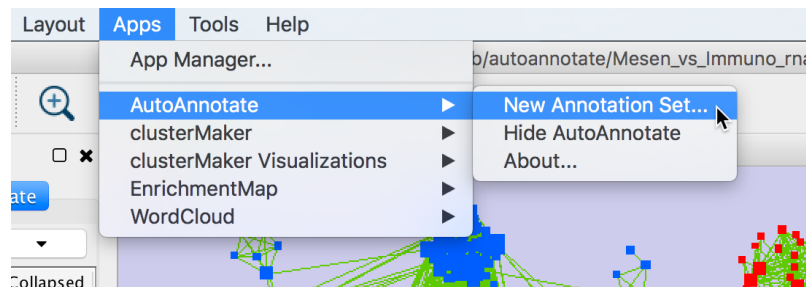 Layout Apps Tools Help
App Manager...
b/autoannotate/Mesen_vs_Immuno_rna
AutoAnnotate
New Annotation Set...
clusterMaker
Hide AutoAnnotate
clusterMaker Visualizations
About...
EnrichmentMap
ate
WordCloud
Collapsed